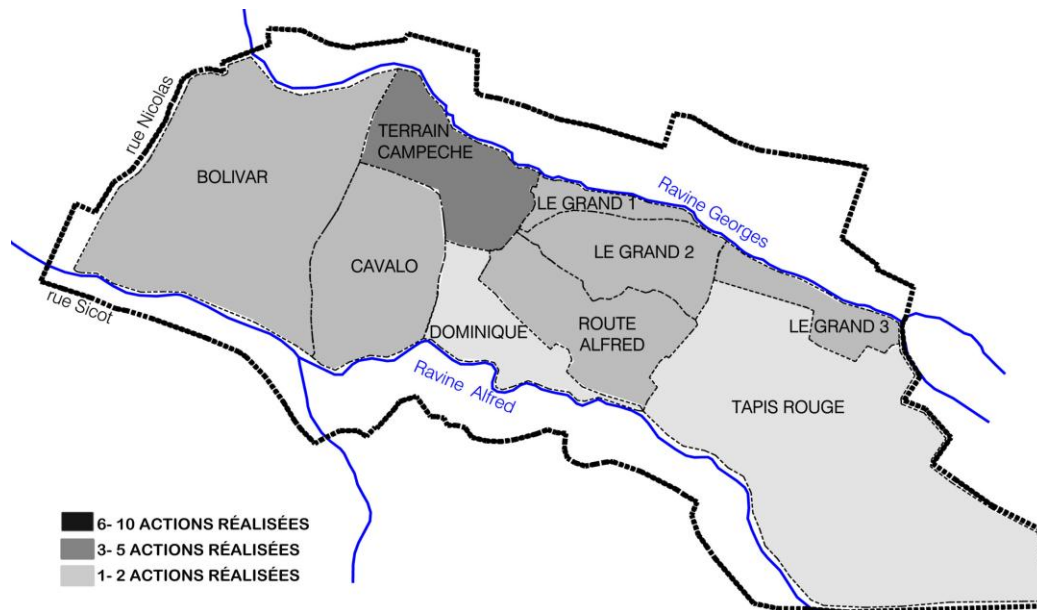 rue Nicolas
TERRAIN
CAMPECHE
BOLIVAR
LE GRAND 1
Ravine Georges
LE GRAND 2
CAVALO
rue Sicot
DOMINIQUE
ROUTE
ALFRED
LE GRAND 3
Ravine Alfred
TAPIS ROUGE
6- 10 ACTIONS RÉALISÉES
3- 5 ACTIONS RÉALISÉES
1- 2 ACTIONS RÉALISÉES